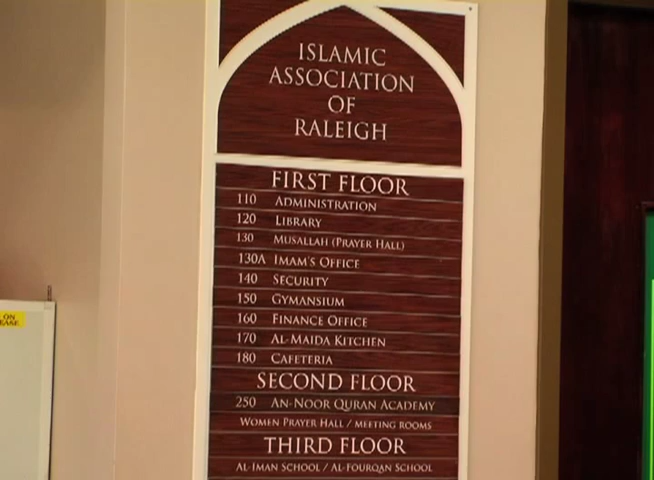 ISLAMIC
ASSOCIATION
OF
RALEIGH
FIRST FLOOR
110 ADMINISTRATION
120 LIBRARY
130 MUSALLAH (PRAYER HALL)
130A IMAM'S OFFICE
140 SECURITY
150 GYMANSIUM
160 FINANCE OFFICE
170 AL-MAIDA KITCHEN
180 CAFETERIA
SECOND FLOOR
250 AN-NOOR QURAN ACADEMY
WOMEN PRAYER HALL / MEETING ROOMS
THIRD FLOOR
AL-IMAN SCHOOL / AL-FOURQAN SCHOOL
ON